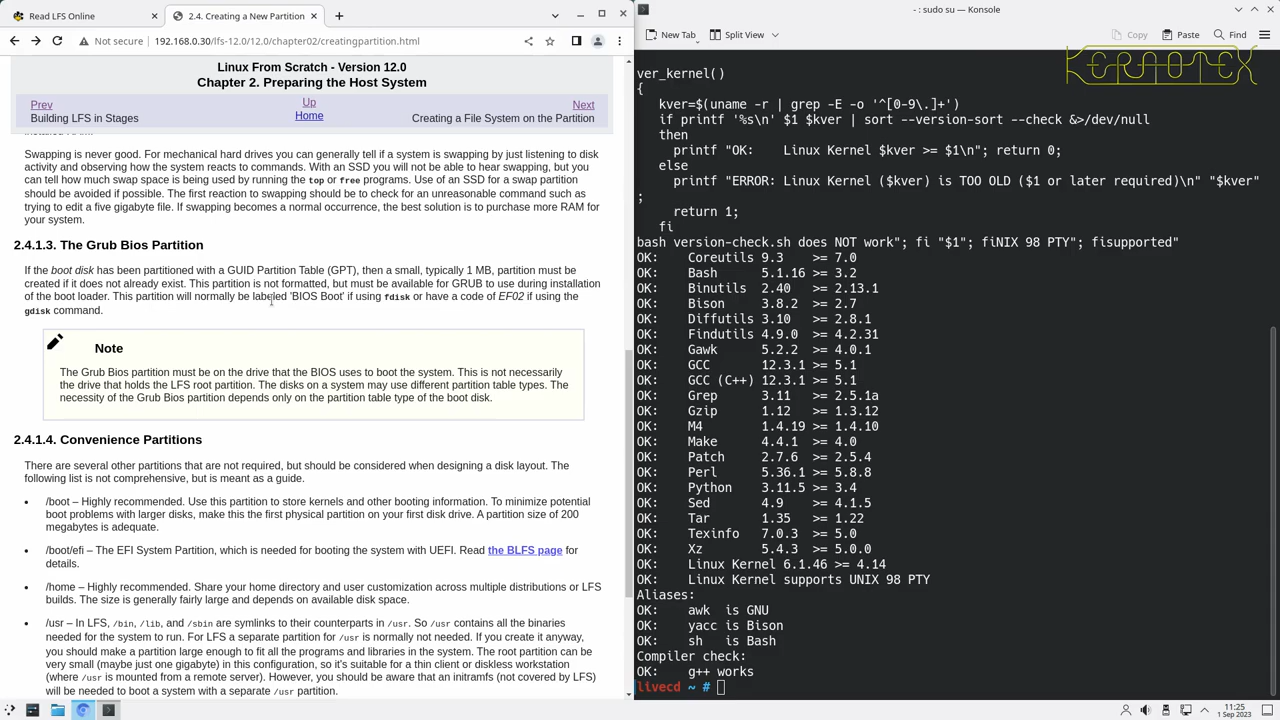 Read LFS Online
2.4. Creating a New Partition
Not secure
192.168.0.30/lfs-12.0/12.0/chapter02/creatingpartition.html
Linux From Scratch - Version 12.0
Chapter 2. Preparing the Host System
Prev
Up
Next
Building LFS in Stages
Home
Creating a File System on the Partition
Swapping is never good. For mechanical hard drives you can generally tell if a system is swapping by just listening to disk
activity and observing how the system reacts to commands. With an SSD you will not be able to hear swapping, but you
can tell how much swap space is being used by running the top or free programs. Use of an SSD for a swap partition
should be avoided if possible. The first reaction to swapping should be to check for an unreasonable command such as
trying to edit a five gigabyte file. If swapping becomes a normal occurrence, the best solution is to purchase more RAM for
your system.
2.4.1.3. The Grub Bios Partition
If the boot disk has been partitioned with a GUID Partition Table (GPT), then a small, typically 1 MB, partition must be
created if it does not already exist. This partition is not formatted, but must be available for GRUB to use during installation
of the boot loader. This partition will normally be labeled 'BIOS Boot' if using fdisk or have a code of EF02 if using the
gdisk command.
Note
The Grub Bios partition must be on the drive that the BIOS uses to boot the system. This is not necessarily
the drive that holds the LFS root partition. The disks on a system may use different partition table types. The
necessity of the Grub Bios partition depends only on the partition table type of the boot disk.
2.4.1.4. Convenience Partitions
There are several other partitions that are not required, but should be considered when designing a disk layout. The
following list is not comprehensive, but is meant as a guide.
• /boot – Highly recommended. Use this partition to store kernels and other booting information. To minimize potential
boot problems with larger disks, make this the first physical partition on your first disk drive. A partition size of 200
megabytes is adequate.
• /boot/efi – The EFI System Partition, which is needed for booting the system with UEFI. Read the BLFS page for
details.
• /home – Highly recommended. Share your home directory and user customization across multiple distributions or LFS
builds. The size is generally fairly large and depends on available disk space.
• /usr – In LFS, /bin, /lib, and /sbin are symlinks to their counterparts in /usr. So /usr contains all the binaries
needed for the system to run. For LFS a separate partition for /usr is normally not needed. If you create it anyway,
you should make a partition large enough to fit all the programs and libraries in the system. The root partition can be
very small (maybe just one gigabyte) in this configuration, so it's suitable for a thin client or diskless workstation
(where /usr is mounted from a remote server). However, you should be aware that an initramfs (not covered by LFS)
will be needed to boot a system with a separate /usr partition.
- : sudo su — Konsole
New Tab
Split View
Copy
Paste
Find
KERNOTEX
ver_kernel()
{
kver=$(uname -r | grep -E -o '^[0-9\.]+')
if printf '%s\n' $1 $kver | sort --version-sort --check &>/dev/null
then
printf "OK:    Linux Kernel $kver >= $1\n"; return 0;
else
printf "ERROR: Linux Kernel ($kver) is TOO OLD ($1 or later required)\n" "$kver"
;
return 1;
fi
bash version-check.sh does NOT work"; fi "$1"; fiNIX 98 PTY"; fisupported"
OK:    Coreutils 9.3    >= 7.0
OK:    Bash      5.1.16 >= 3.2
OK:    Binutils  2.40   >= 2.13.1
OK:    Bison     3.8.2  >= 2.7
OK:    Diffutils 3.10   >= 2.8.1
OK:    Findutils 4.9.0  >= 4.2.31
OK:    Gawk      5.2.2  >= 4.0.1
OK:    GCC       12.3.1 >= 5.1
OK:    GCC (C++) 12.3.1 >= 5.1
OK:    Grep      3.11   >= 2.5.1a
OK:    Gzip      1.12   >= 1.3.12
OK:    M4        1.4.19 >= 1.4.10
OK:    Make      4.4.1  >= 4.0
OK:    Patch     2.7.6  >= 2.5.4
OK:    Perl      5.36.1 >= 5.8.8
OK:    Python    3.11.5 >= 3.4
OK:    Sed       4.9    >= 4.1.5
OK:    Tar       1.35   >= 1.22
OK:    Texinfo   7.0.3  >= 5.0
OK:    Xz        5.4.3  >= 5.0.0
OK:    Linux Kernel 6.1.46 >= 4.14
OK:    Linux Kernel supports UNIX 98 PTY
Aliases:
OK:    awk  is GNU
OK:    yacc is Bison
OK:    sh   is Bash
Compiler check:
OK:    g++ works
livecd ~ #
11:25
1 Sep 2023